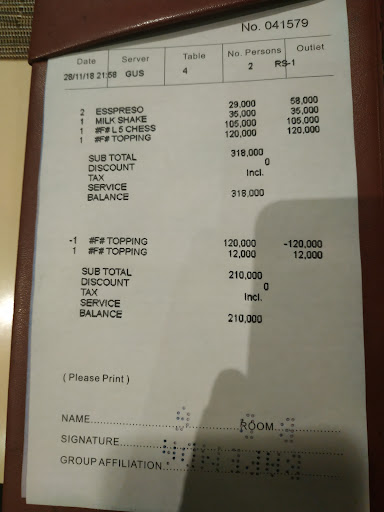 No. 041579
Date Server Table No. Persons Outlet
28/11/18 21:58 GUS 4 2 RS-1
2 ESSPRESO 29,000 58,000
1 MILK SHAKE 35,000 35,000
1 #F# L 5 CHESS 105,000 105,000
1 #F# TOPPING 120,000 120,000
SUB TOTAL 318,000
DISCOUNT 0
TAX Incl.
SERVICE
BALANCE 318,000
-1 #F# TOPPING 120,000 -120,000
1 #F# TOPPING 12,000 12,000
SUB TOTAL 210,000
DISCOUNT 0
TAX Incl.
SERVICE
BALANCE 210,000
( Please Print )
NAME
ROOM
SIGNATURE
GROUP AFFILIATION